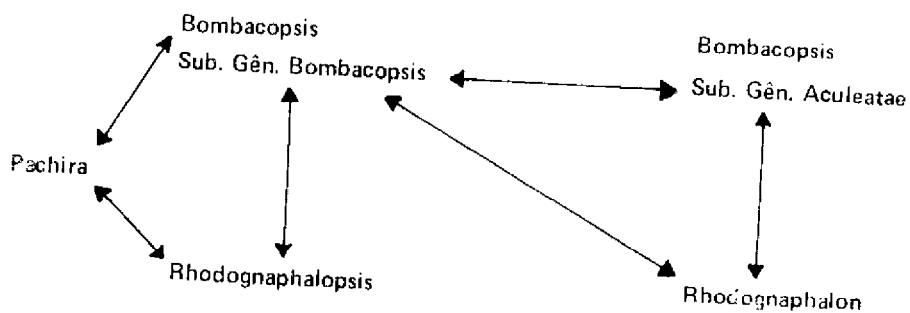 Bombacopsis
Sub. Gên. Bombacopsis
Bombacopsis
Sub. Gên. Aculeatae
Pachira
Rhodognaphalopsis
Rhodognaphalon